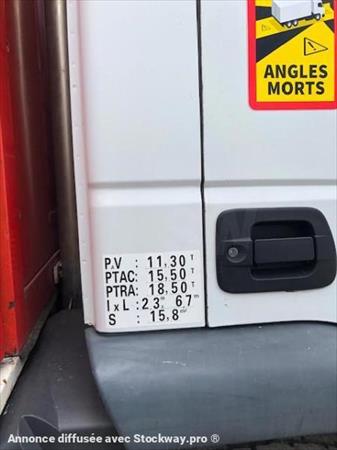 ANGLES
MORTS
P.V : 11,30 T
PTAC: 15,50 T
PTRA: 18,50 T
I x L : 2,3 m 6,7 m
S : 15,8 m²
Annonce diffusée avec Stockway.pro ®